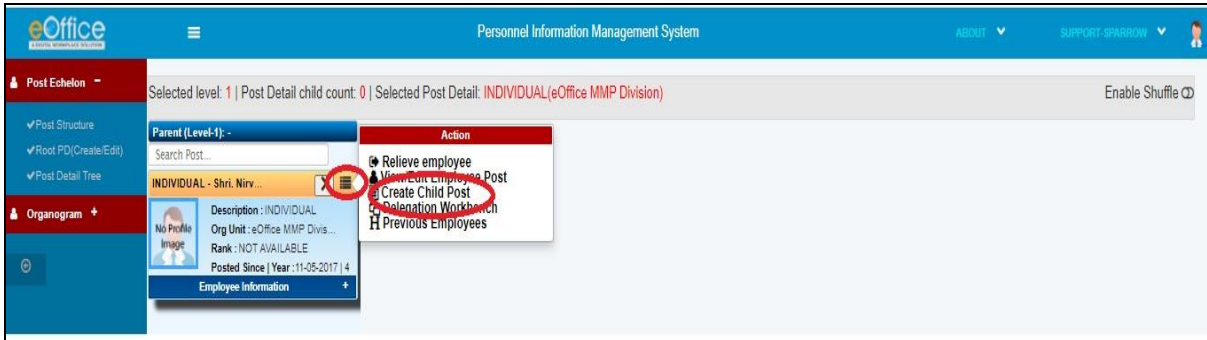 eOffice
A DIGITAL WORKPLACE SOLUTION
Personnel Information Management System
ABOUT
SUPPORT-SPARROW
Post Echelon -
Post Structure
Root PD(Create/Edit)
Post Detail Tree
Organogram +
Selected level: 1 | Post Detail child count: 0 | Selected Post Detail: INDIVIDUAL(eOffice MMP Division)
Enable Shuffle
Parent (Level-1): -
Search Post...
INDIVIDUAL - Shri. Nirv...
No Profile
Image
Description : INDIVIDUAL
Org Unit : eOffice MMP Divis...
Rank : NOT AVAILABLE
Posted Since | Year :11-05-2017 | 4
Employee Information +
Action
Relieve employee
View/Edit Employee Post
Create Child Post
Delegation Workbench
H Previous Employees